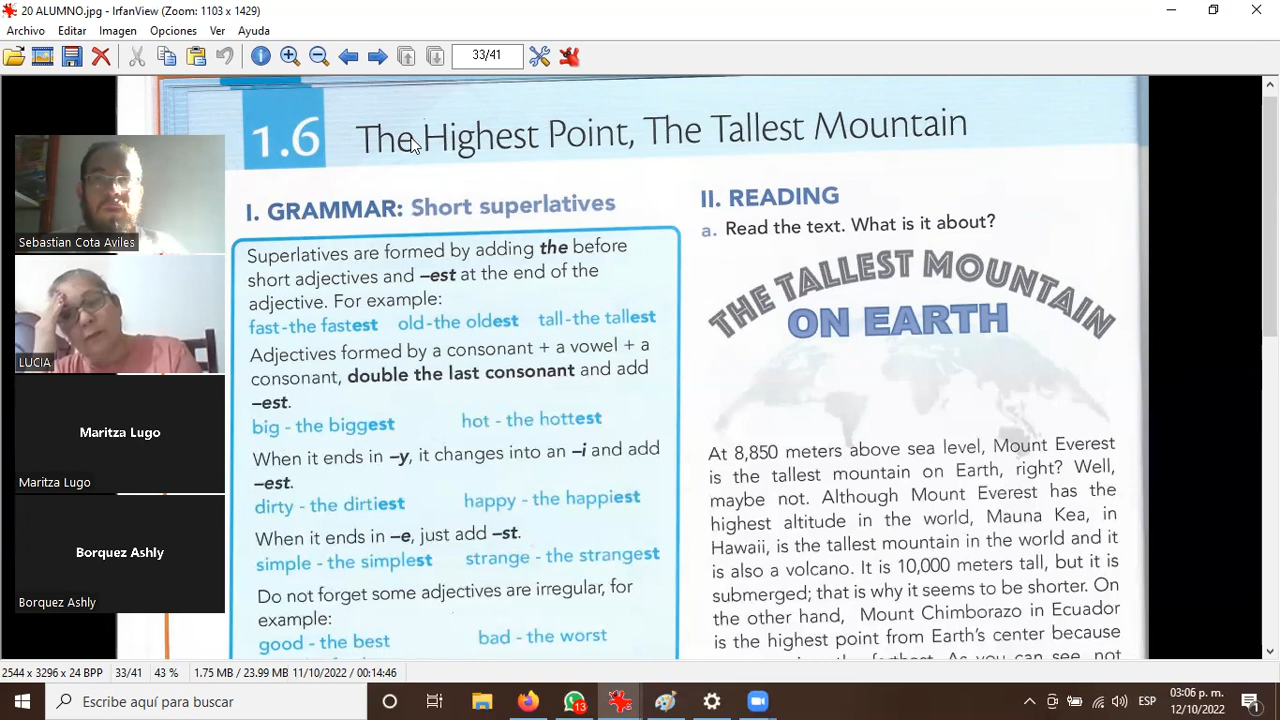 20 ALUMNO.jpg - IrfanView (Zoom: 1103 x 1429)
Archivo Editar Imagen Opciones Ver Ayuda
33/41
1.6 The Highest Point, The Tallest Mountain
Sebastian Cota Aviles
LUCIA
Maritza Lugo
Maritza Lugo
Borquez Ashly
Borquez Ashly
I. GRAMMAR: Short superlatives
Superlatives are formed by adding the before
short adjectives and –est at the end of the
adjective. For example:
fast-the fastest old-the oldest tall-the tallest
Adjectives formed by a consonant + a vowel + a
consonant, double the last consonant and add
–est.
big - the biggest hot - the hottest
When it ends in –y, it changes into an –i and add
–est.
dirty - the dirtiest happy - the happiest
When it ends in –e, just add –st.
simple - the simplest strange - the strangest
Do not forget some adjectives are irregular, for
example:
good - the best bad - the worst
II. READING
a. Read the text. What is it about?
THE TALLEST MOUNTAIN
ON EARTH
At 8,850 meters above sea level, Mount Everest
is the tallest mountain on Earth, right? Well,
maybe not. Although Mount Everest has the
highest altitude in the world, Mauna Kea, in
Hawaii, is the tallest mountain in the world and it
is also a volcano. It is 10,000 meters tall, but it is
submerged; that is why it seems to be shorter. On
the other hand, Mount Chimborazo in Ecuador
is the highest point from Earth's center because
the farthest. As you can see, not
2544 x 3296 x 24 BPP 33/41 43 % 1.75 MB / 23.99 MB 11/10/2022 / 00:14:46
Escribe aquí para buscar
13
ESP
03:06 p. m.
12/10/2022
1